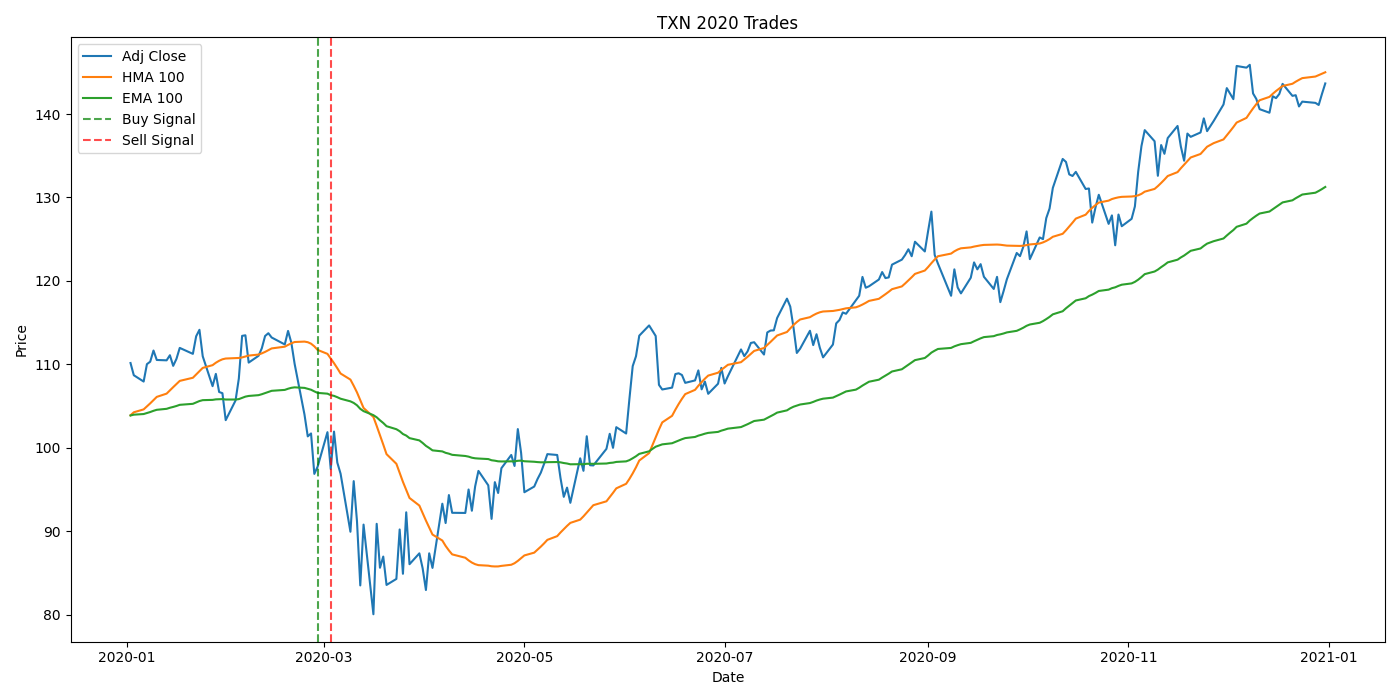 TXN 2020 Trades
Adj Close
HMA 100
EMA 100
Buy Signal
Sell Signal
Price
140
130
120
110
100
90
80
2020-01
2020-03
2020-05
2020-07
2020-09
2020-11
2021-01
Date